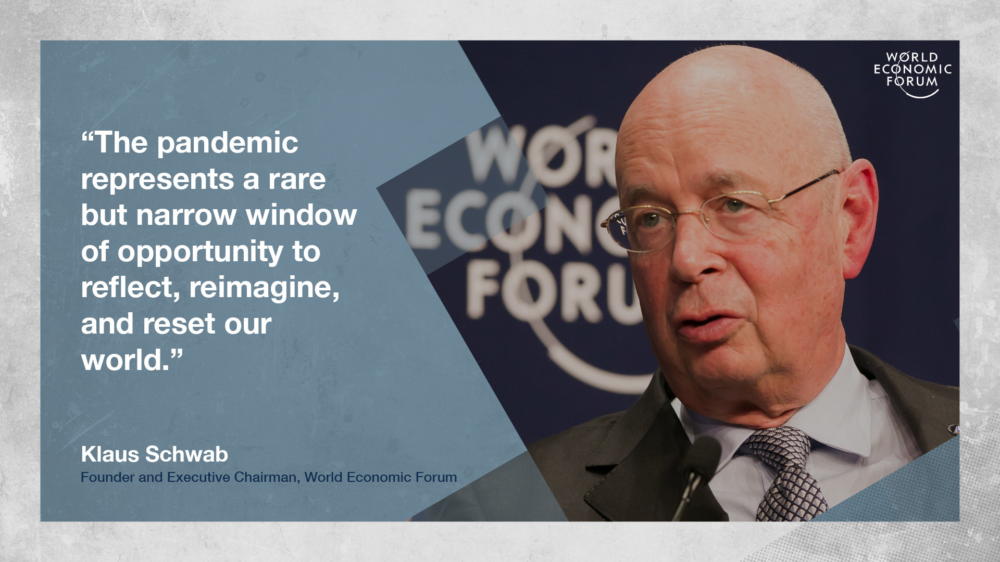 “The pandemic
represents a rare
but narrow window
of opportunity to
reflect, reimagine,
and reset our
world.”
Klaus Schwab
Founder and Executive Chairman, World Economic Forum
WORLD
ECONOMIC
FORUM
WOR
ECONO
FORU